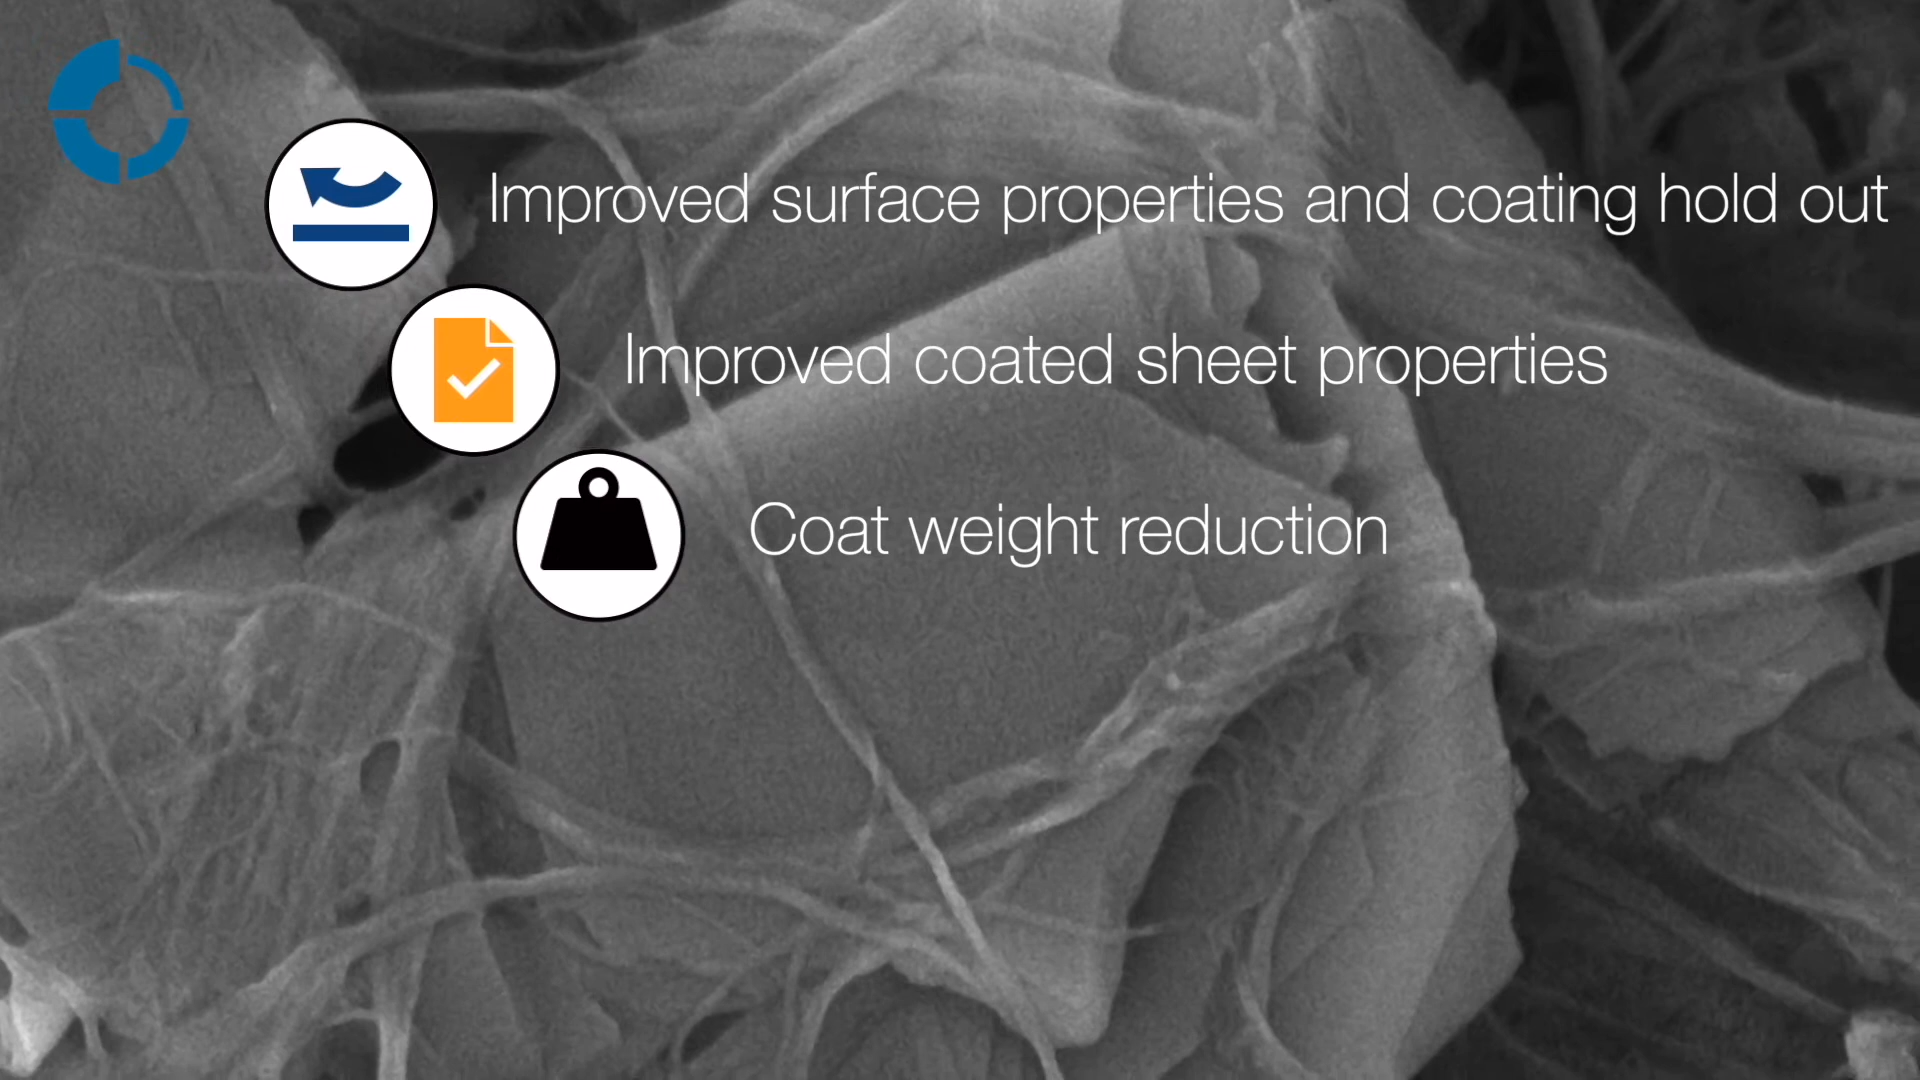 Improved surface properties and coating hold out
Improved coated sheet properties
Coat weight reduction